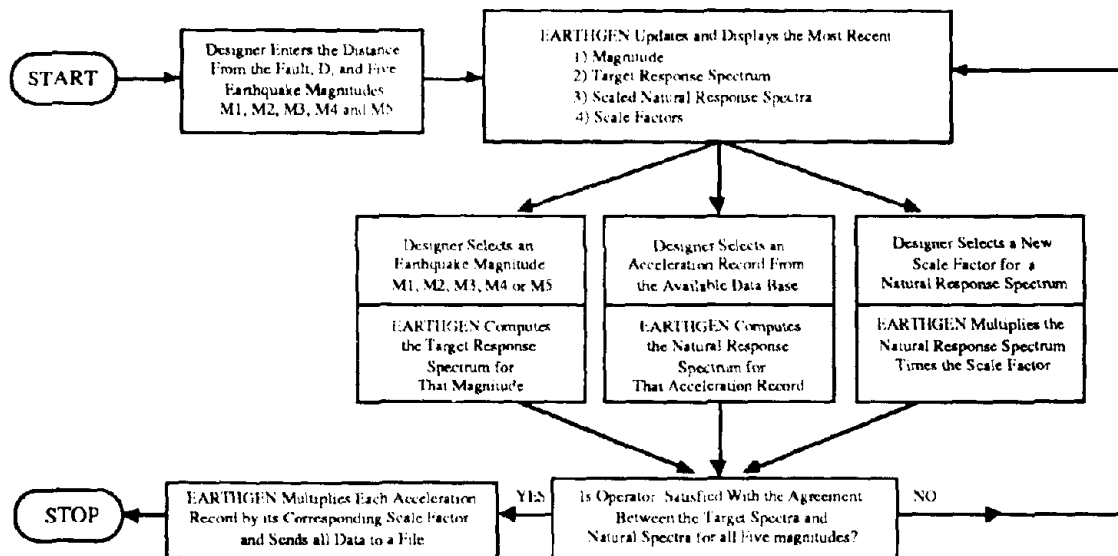 START
Designer Enters the Distance
From the Fault, D, and Five
Earthquake Magnitudes
M1, M2, M3, M4 and M5
EARTHGEN Updates and Displays the Most Recent
1) Magnitude
2) Target Response Spectrum
3) Scaled Natural Response Spectra
4) Scale Factors
Designer Selects an
Earthquake Magnitude
M1, M2, M3, M4 or M5
EARTHGEN Computes
the Target Response
Spectrum for
That Magnitude
Designer Selects an
Acceleration Record From
the Available Data Base
EARTHGEN Computes
the Natural Response
Spectrum for
That Acceleration Record
Designer Selects a New
Scale Factor for a
Natural Response Spectrum
EARTHGEN Multiplies the
Natural Response Spectrum
Times the Scale Factor
Is Operator Satisfied With the Agreement
Between the Target Spectra and
Natural Spectra for all Five magnitudes?
NO
YES
EARTHGEN Multiplies Each Acceleration
Record by its Corresponding Scale Factor
and Sends all Data to a File
STOP